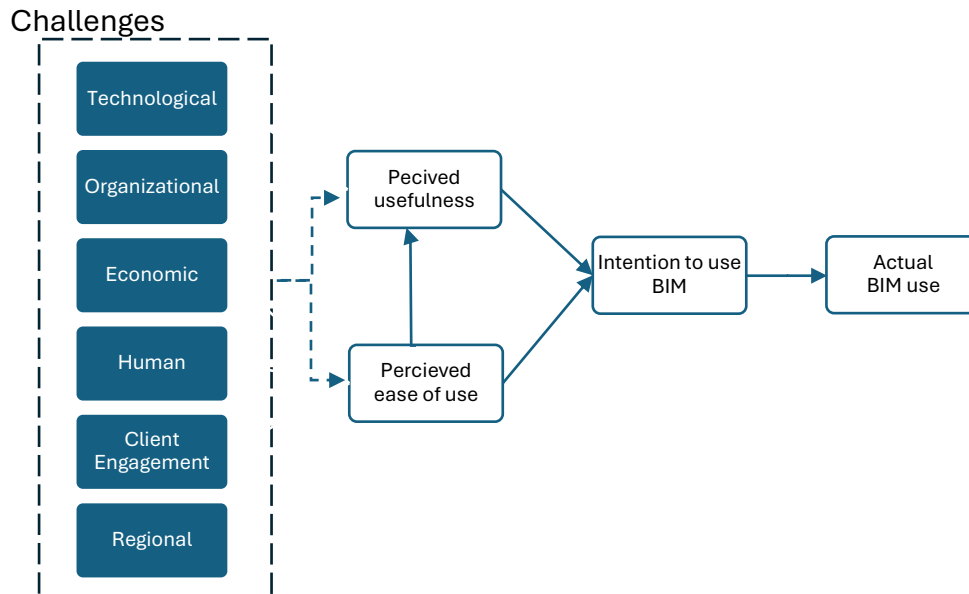 Challenges
Technological
Organizational
Economic
Human
Client
Engagement
Regional
Pecived
usefulness
Percieved
ease of use
Intention to use
BIM
Actual
BIM use